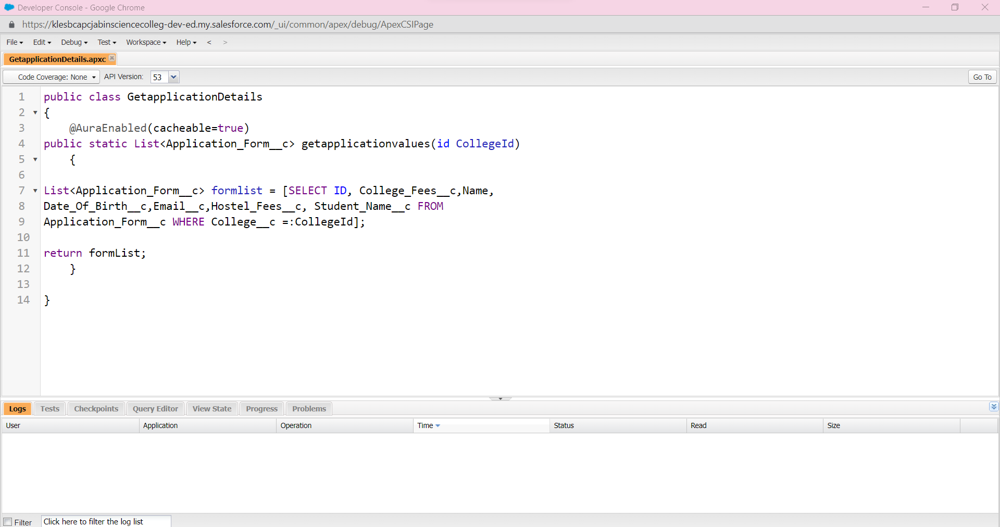 Developer Console - Google Chrome
https://klesbcapcjabinsciencecolleg-dev-ed.my.salesforce.com/_ui/common/apex/debug/ApexCSIPage
File Edit Debug Test Workspace Help < >
GetapplicationDetails.apxc
Code Coverage: None API Version: 53 Go To
1 public class GetapplicationDetails
2 {
3 @AuraEnabled(cacheable=true)
4 public static List<Application_Form__c> getapplicationvalues(id CollegeId)
5 {
6
7 List<Application_Form__c> formlist = [SELECT ID, College_Fees__c,Name,
8 Date_Of_Birth__c,Email__c,Hostel_Fees__c, Student_Name__c FROM
9 Application_Form__c WHERE College__c =:CollegeId];
10
11 return formList;
12 }
13
14 }
Logs Tests Checkpoints Query Editor View State Progress Problems
User Application Operation Time Status Read Size
Filter Click here to filter the log list